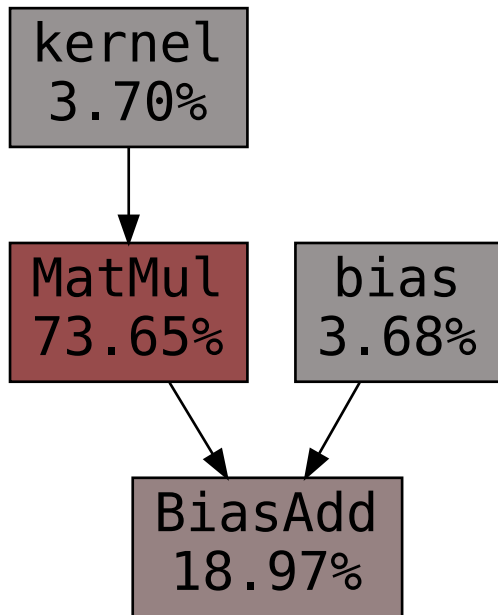 kernel
3.70%
MatMul
73.65%
bias
3.68%
BiasAdd
18.97%